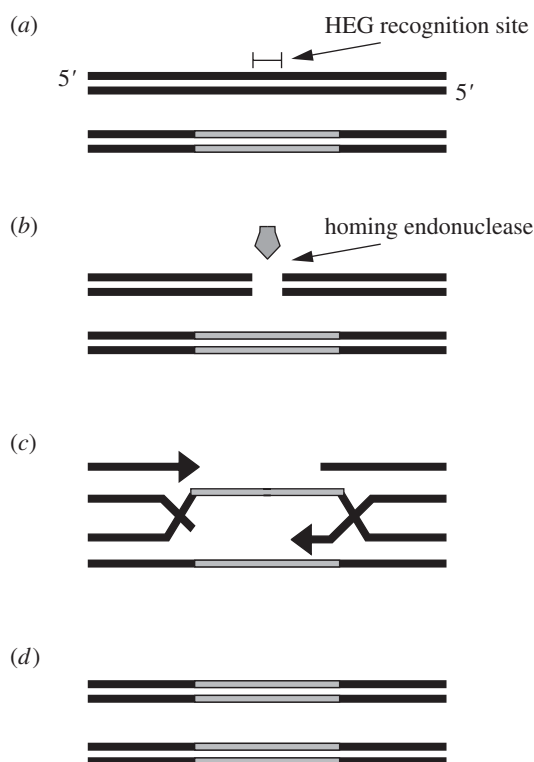 (a)
HEG recognition site
5′
5′
(b)
homing endonuclease
(c)
(d)